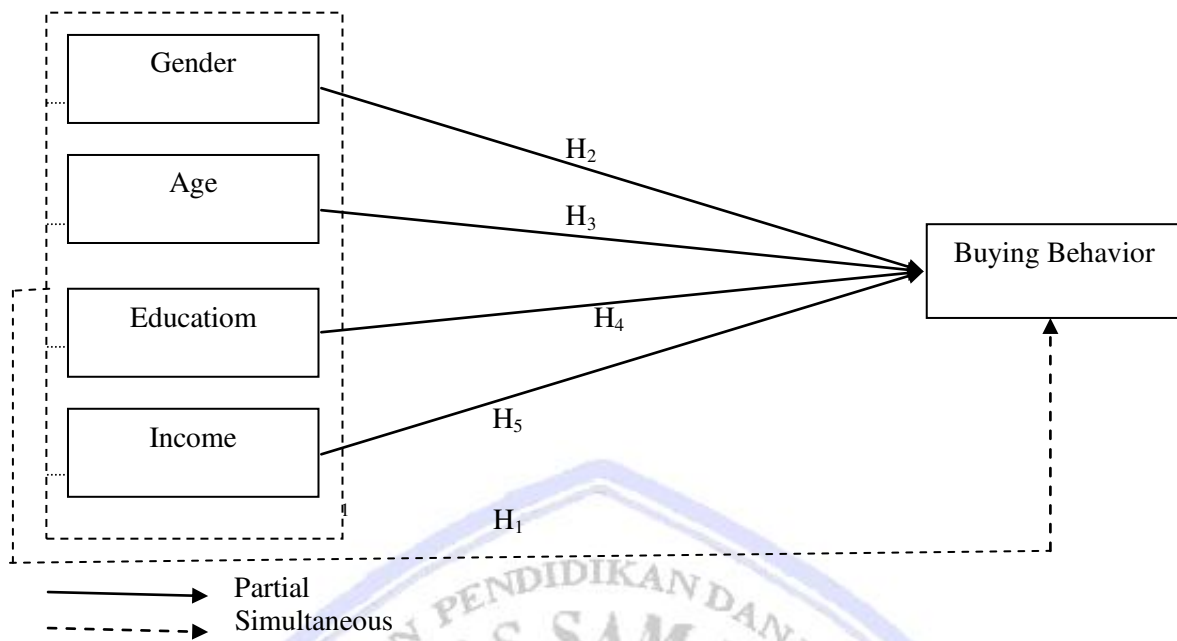 Gender
H2
Age
H3
Buying Behavior
Educatiom
H4
Income
H5
H1
Partial
Simultaneous
PENDIDIKAN DAN
SAM